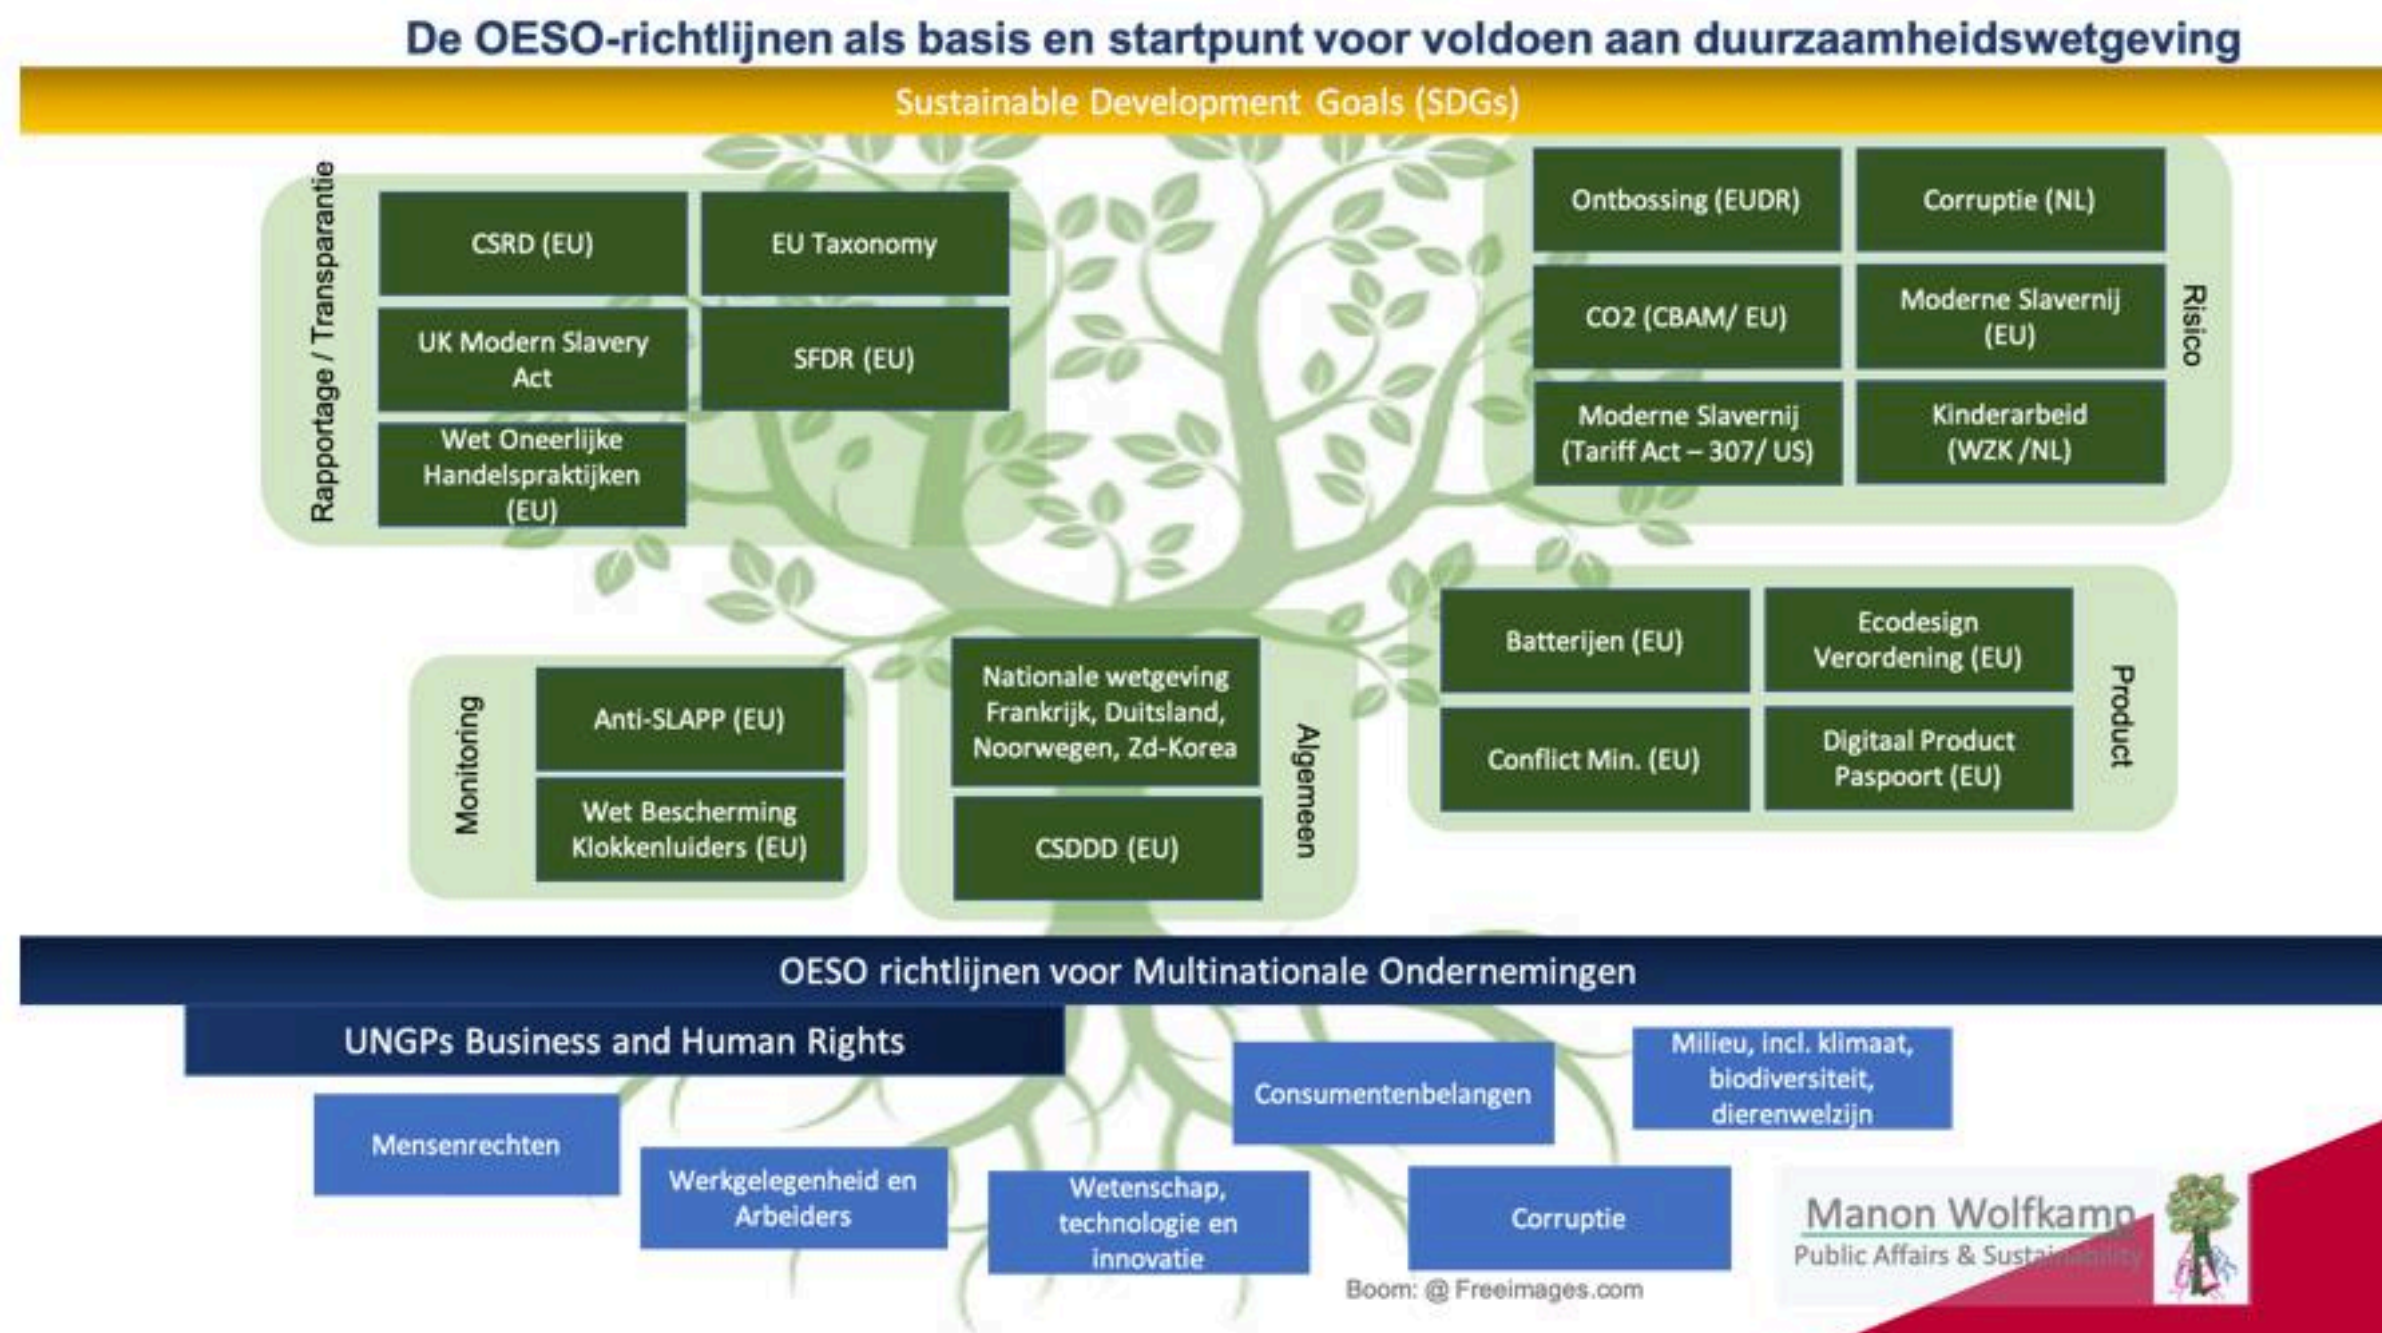 De OESO-richtlijnen als basis en startpunt voor voldoen aan duurzaamheidswetgeving
Sustainable Development Goals (SDGs)
Rapportage / Transparantie
CSRD (EU)
EU Taxonomy
UK Modern Slavery
Act
SFDR (EU)
Wet Oneerlijke
Handelspraktijken
(EU)
Ontbossing (EUDR)
Corruptie (NL)
CO2 (CBAM/ EU)
Moderne Slavernij
(EU)
Moderne Slavernij
(Tariff Act – 307/ US)
Kinderarbeid
(WZK /NL)
Risico
Monitoring
Anti-SLAPP (EU)
Wet Bescherming
Klokkenluiders (EU)
Nationale wetgeving
Frankrijk, Duitsland,
Noorwegen, Zd-Korea
CSDDD (EU)
Algemeen
Batterijen (EU)
Ecodesign
Verordening (EU)
Conflict Min. (EU)
Digitaal Product
Paspoort (EU)
Product
OESO richtlijnen voor Multinationale Ondernemingen
UNGPs Business and Human Rights
Mensenrechten
Werkgelegenheid en
Arbeiders
Wetenschap,
technologie en
innovatie
Consumentenbelangen
Corruptie
Milieu, incl. klimaat,
biodiversiteit,
dierenwelzijn
Manon Wolfkamp
Public Affairs & Sustainability
Boom: @ Freeimages.com